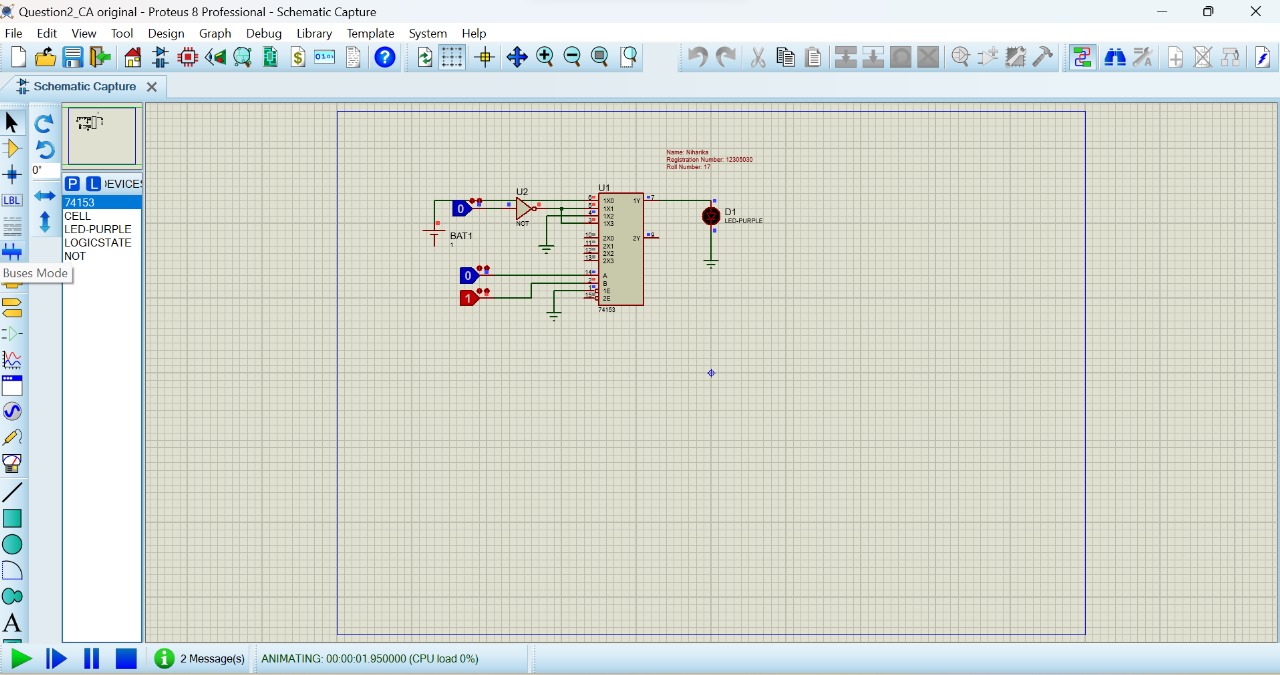 Question2_CA original - Proteus 8 Professional - Schematic Capture
File Edit View Tool Design Graph Debug Library Template System Help
Schematic Capture
0°
P L DEVICES
LBL
74153
CELL
LED-PURPLE
LOGICSTATE
NOT
Buses Mode
A
Name: Niharika
Registration Number: 12305030
Roll Number: 17
U2
U1
0
NOT
BAT1
1
0
1
1X0
1X1
1X2
1X3
2X0
2X1
2X2
2X3
A
B
1E
2E
1Y 7
2Y 9
74153
D1
LED-PURPLE
2 Message(s)
ANIMATING: 00:00:01.950000 (CPU load 0%)